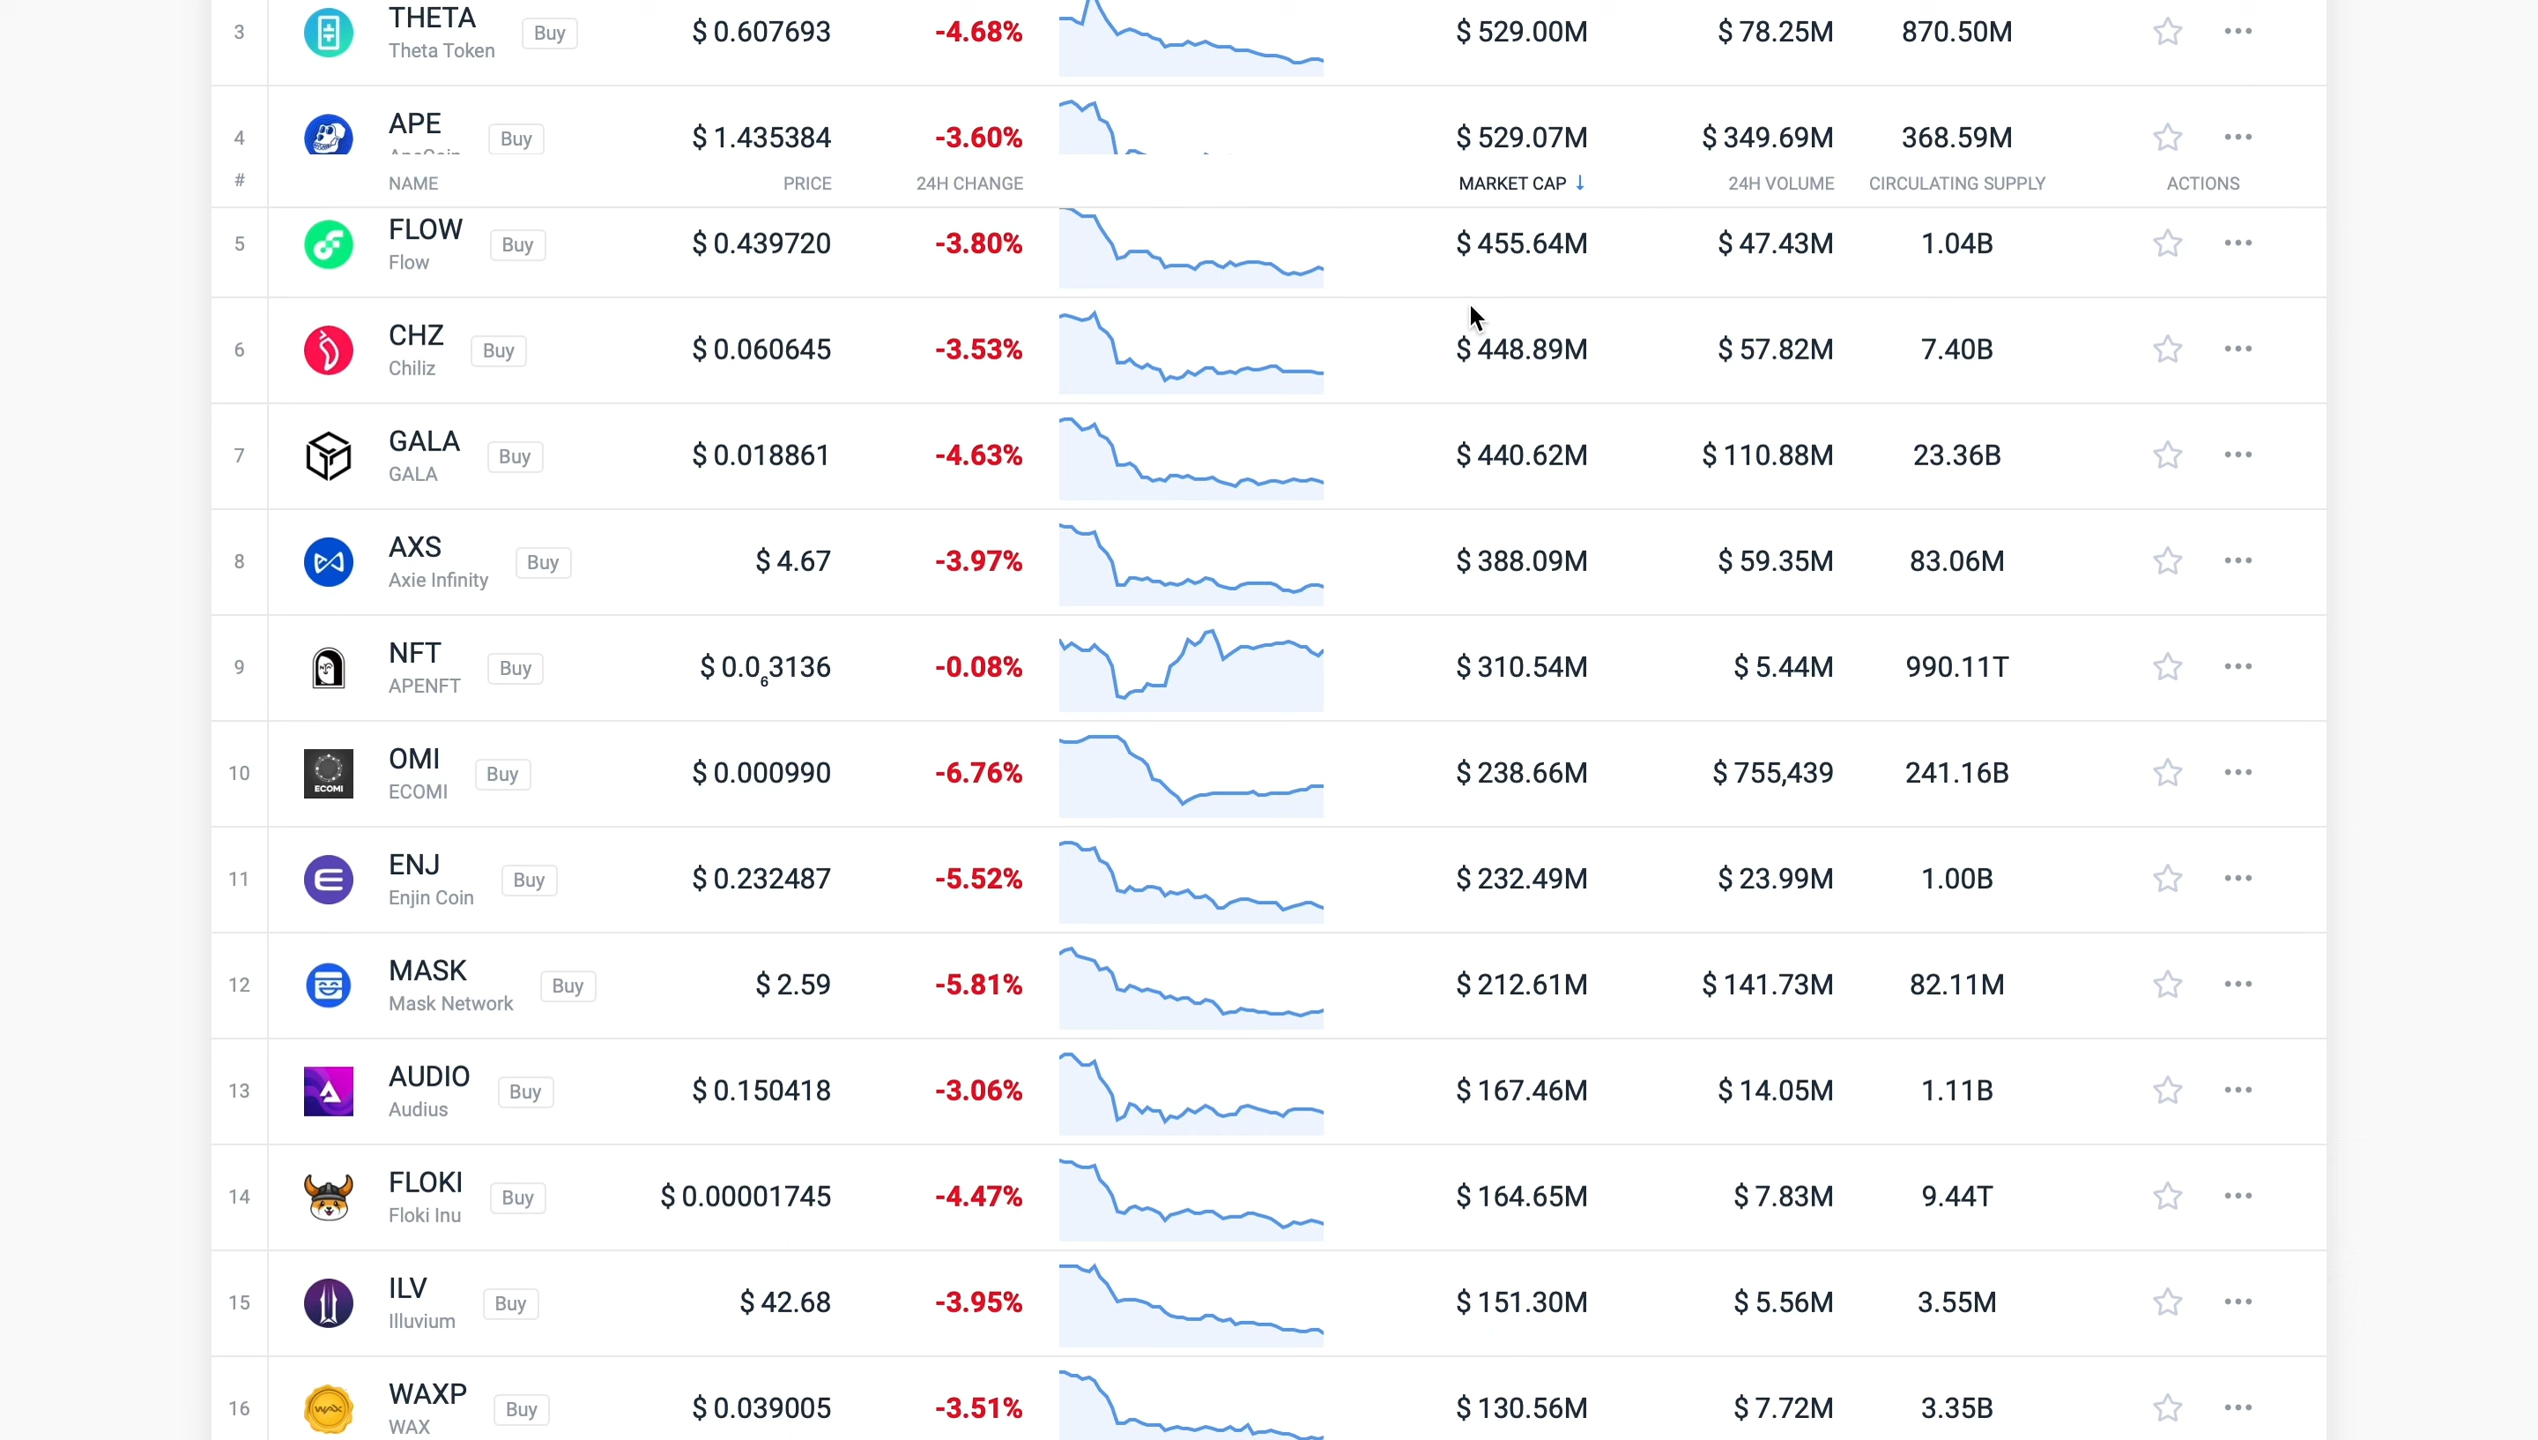 3 THETA Buy $ 0.607693 -4.68% $ 529.00M $ 78.25M 870.50M
Theta Token
4 APE Buy $ 1.435384 -3.60% $ 529.07M $ 349.69M 368.59M
# NAME PRICE 24H CHANGE MARKET CAP ↓ 24H VOLUME CIRCULATING SUPPLY ACTIONS
5 FLOW Buy $ 0.439720 -3.80% $ 455.64M $ 47.43M 1.04B
Flow
6 CHZ Buy $ 0.060645 -3.53% $ 448.89M $ 57.82M 7.40B
Chiliz
7 GALA Buy $ 0.018861 -4.63% $ 440.62M $ 110.88M 23.36B
GALA
8 AXS Buy $ 4.67 -3.97% $ 388.09M $ 59.35M 83.06M
Axie Infinity
9 NFT Buy $ 0.0₆3136 -0.08% $ 310.54M $ 5.44M 990.11T
APENFT
10 OMI Buy $ 0.000990 -6.76% $ 238.66M $ 755,439 241.16B
ECOMI ECOMI
11 ENJ Buy $ 0.232487 -5.52% $ 232.49M $ 23.99M 1.00B
Enjin Coin
12 MASK Buy $ 2.59 -5.81% $ 212.61M $ 141.73M 82.11M
Mask Network
13 AUDIO Buy $ 0.150418 -3.06% $ 167.46M $ 14.05M 1.11B
Audius
14 FLOKI Buy $ 0.00001745 -4.47% $ 164.65M $ 7.83M 9.44T
Floki Inu
15 ILV Buy $ 42.68 -3.95% $ 151.30M $ 5.56M 3.55M
Illuvium
16 WAXP Buy $ 0.039005 -3.51% $ 130.56M $ 7.72M 3.35B
WAX WAX